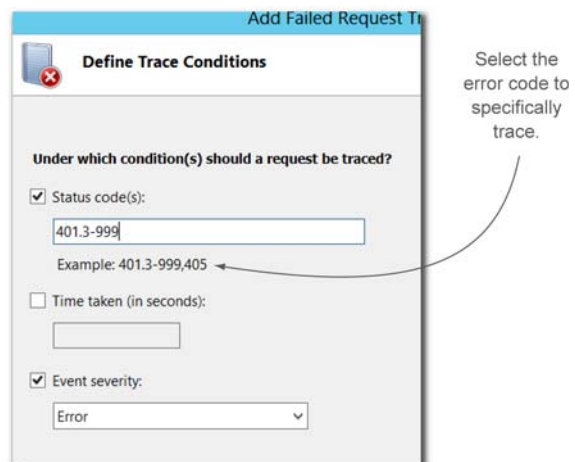 Add Failed Request Tr
Define Trace Conditions
Select the
error code to
specifically
trace.
Under which condition(s) should a request be traced?
Status code(s):
401.3-999
Example: 401.3-999,405
Time taken (in seconds):
Event severity:
Error